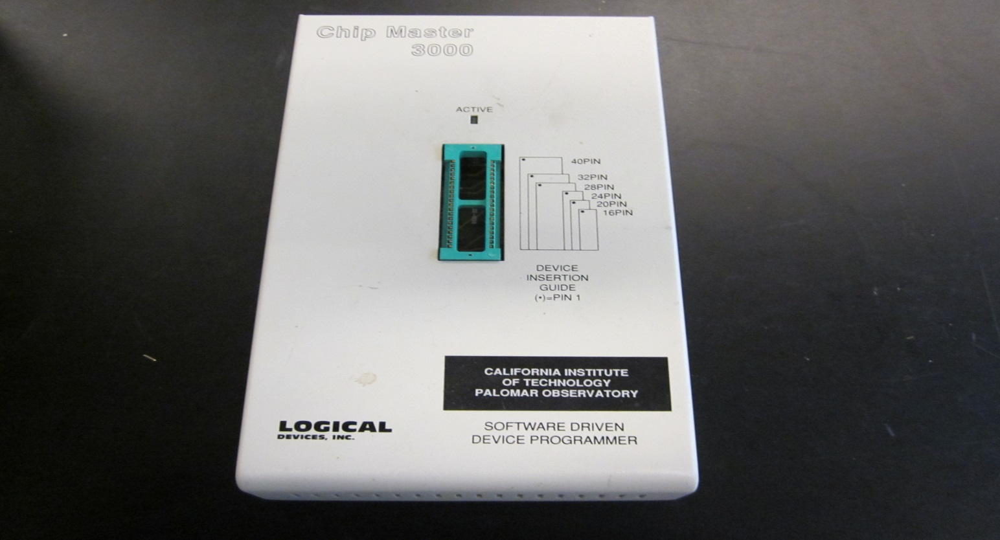 Chip Master
3000
ACTIVE
40PIN
32PIN
28PIN
24PIN
20PIN
16PIN
DEVICE
INSERTION
GUIDE
(•)=PIN 1
CALIFORNIA INSTITUTE
OF TECHNOLOGY
PALOMAR OBSERVATORY
LOGICAL
DEVICES, INC.
SOFTWARE DRIVEN
DEVICE PROGRAMMER